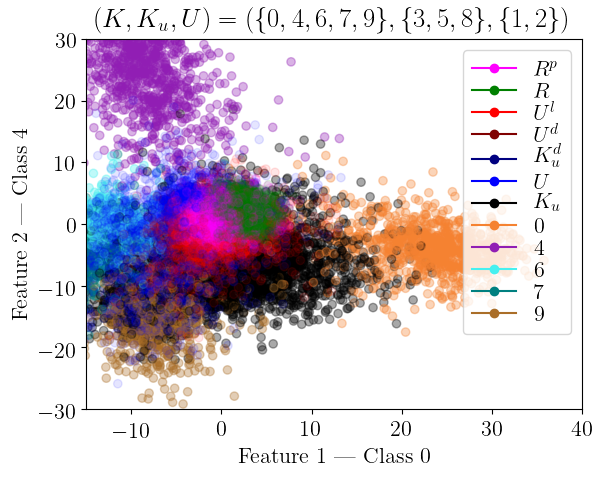 (K, K_u, U) = ({0, 4, 6, 7, 9}, {3, 5, 8}, {1, 2})
30
20
10
0
−10
−20
−30
Feature 2 — Class 4
R^p
R
U^l
U^d
K_u^d
U
K_u
0
4
6
7
9
−10
0
10
20
30
40
Feature 1 — Class 0